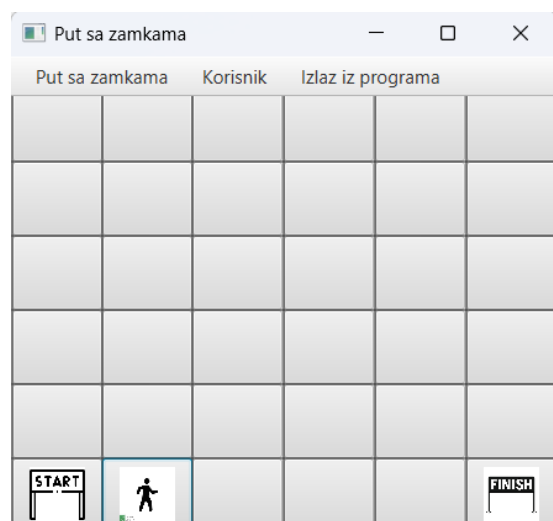 Put sa zamkama
Put sa zamkama Korisnik Izlaz iz programa
START
FINISH